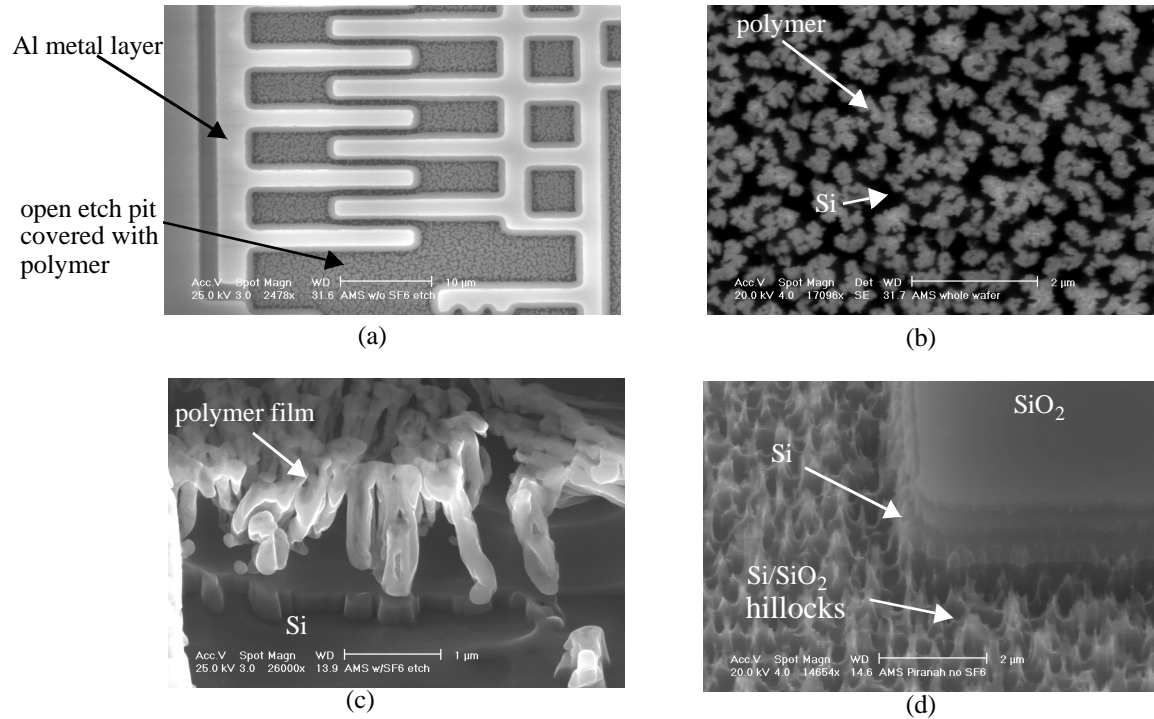 Al metal layer
open etch pit
covered with
polymer
Acc.V Spot Magn WD 10 µm
25.0 kV 3.0 2478x 31.6 AMS w/o SF6 etch
(a)
polymer
Si
Acc.V Spot Magn Det WD 2 µm
20.0 kV 4.0 17096x SE 31.7 AMS whole wafer
(b)
polymer film
Si
Acc.V Spot Magn WD 1 µm
25.0 kV 3.0 26000x 13.9 AMS w/SF6 etch
(c)
SiO₂
Si
Si/SiO₂
hillocks
Acc.V Spot Magn WD 2 µm
20.0 kV 4.0 14654x 14.6 AMS Piranah no SF6
(d)